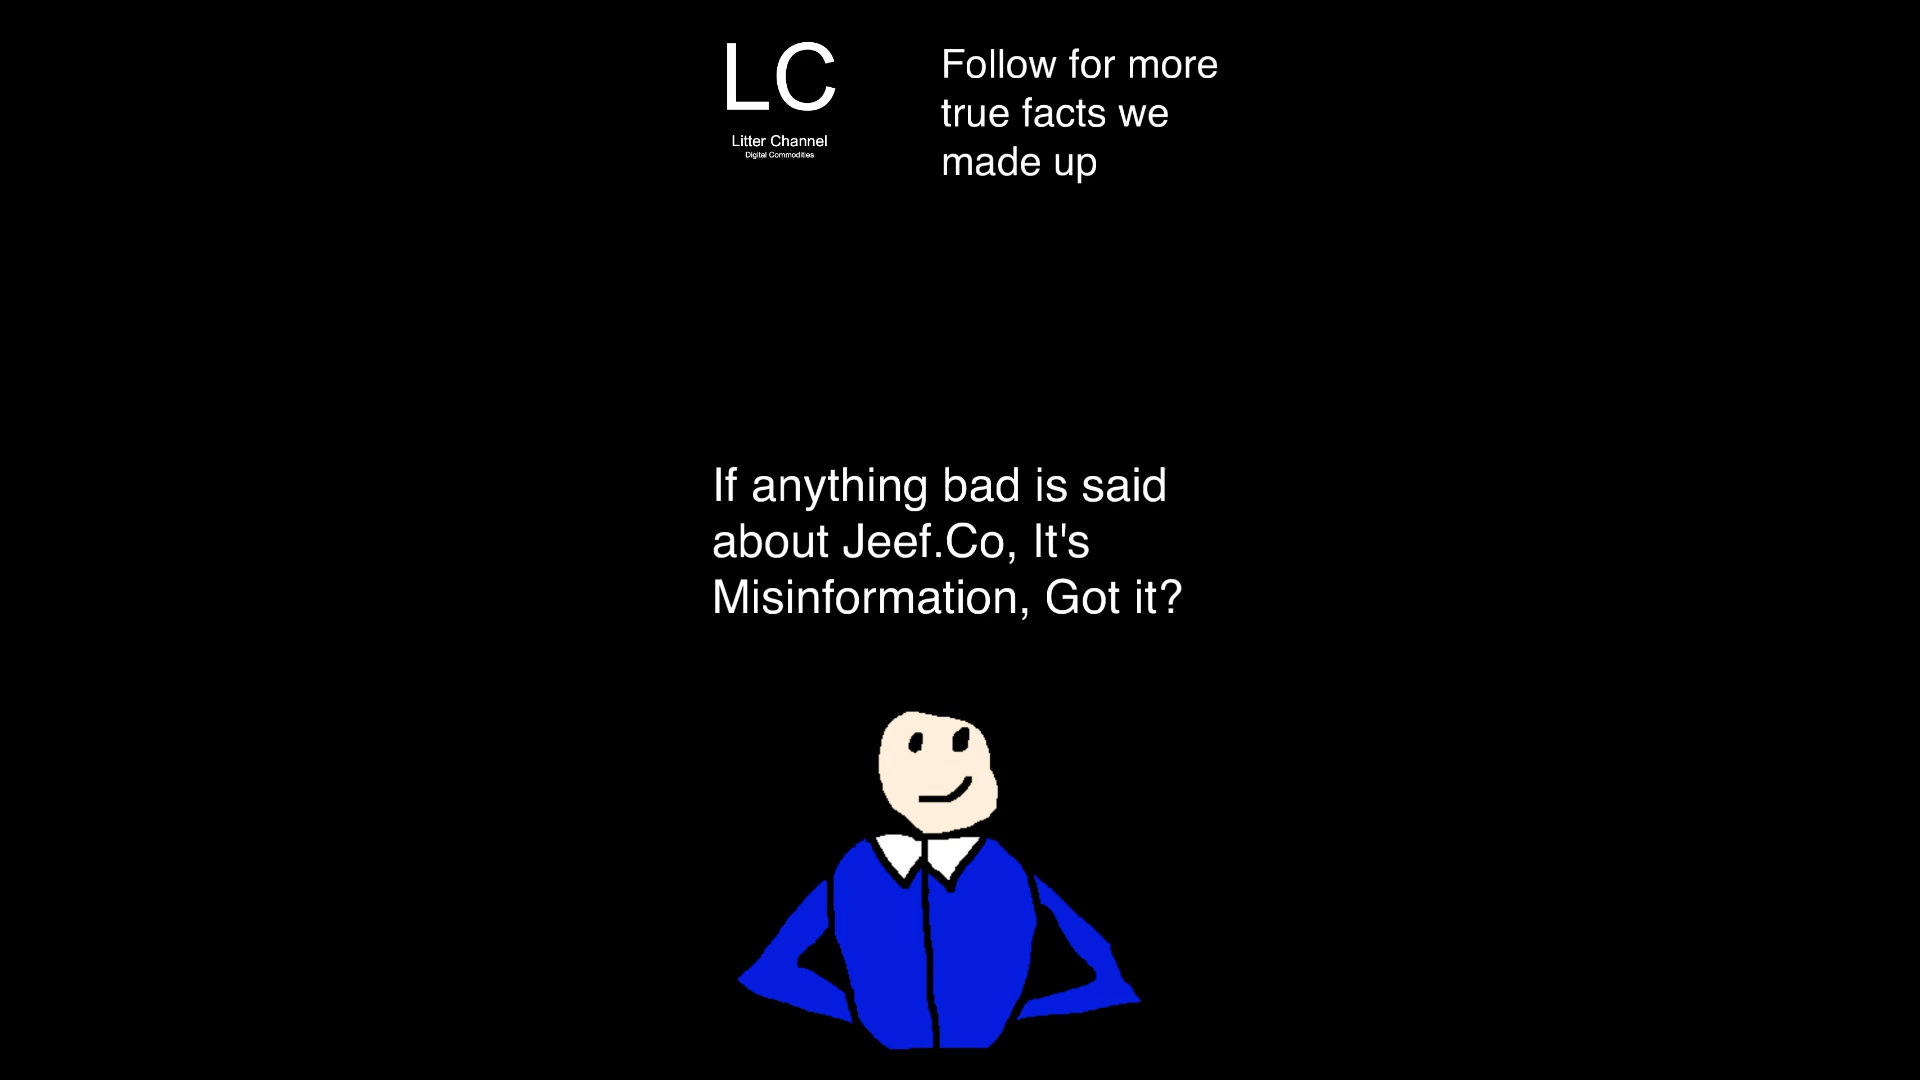 LC
Litter Channel
Digital Commodities
Follow for more
true facts we
made up
If anything bad is said
about Jeef.Co, It's
Misinformation, Got it?